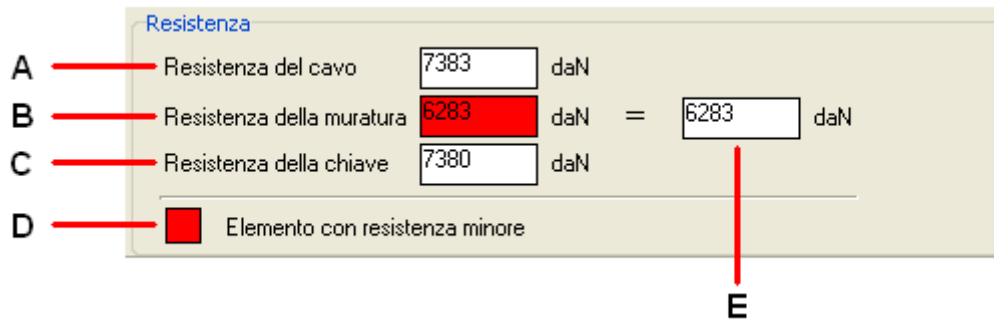 Resistenza
A Resistenza del cavo 7383 daN
B Resistenza della muratura 6283 daN = 6283 daN
C Resistenza della chiave 7380 daN
D Elemento con resistenza minore
E